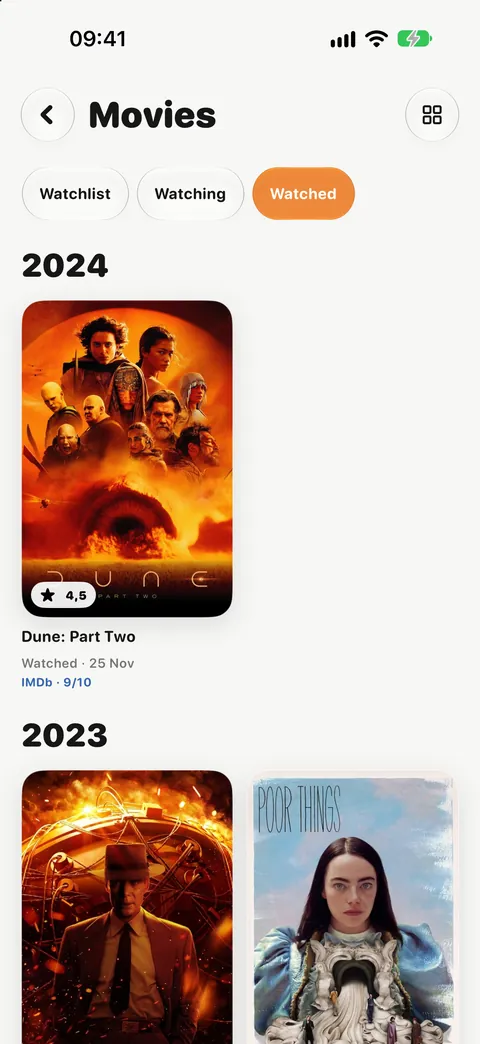 09:41
Movies
Watchlist
Watching
Watched
2024
DUNE
PART TWO
4,5
Dune: Part Two
Watched · 25 Nov
IMDb · 9/10
2023
POOR THINGS